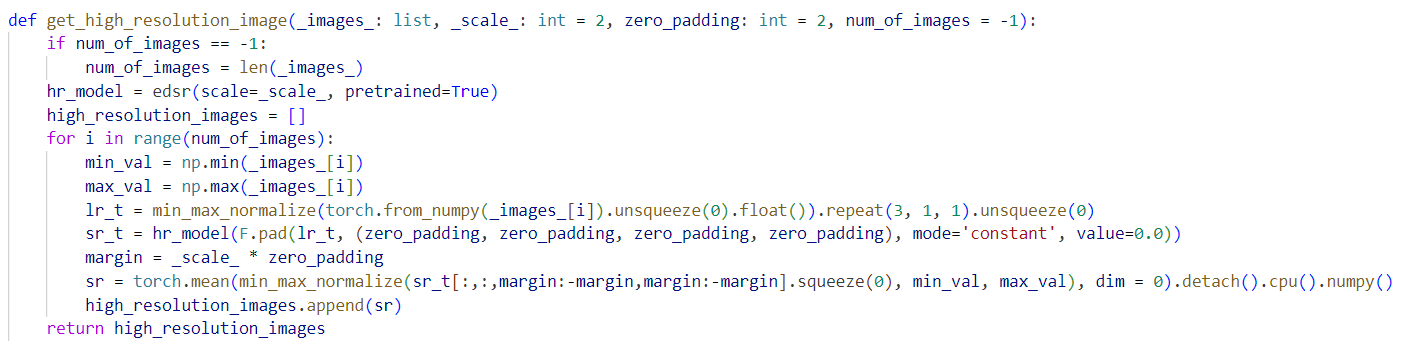 def get_high_resolution_image(_images_: list, _scale_: int = 2, zero_padding: int = 2, num_of_images = -1):
    if num_of_images == -1:
        num_of_images = len(_images_)
    hr_model = edsr(scale=_scale_, pretrained=True)
    high_resolution_images = []
    for i in range(num_of_images):
        min_val = np.min(_images_[i])
        max_val = np.max(_images_[i])
        lr_t = min_max_normalize(torch.from_numpy(_images_[i]).unsqueeze(0).float()).repeat(3, 1, 1).unsqueeze(0)
        sr_t = hr_model(F.pad(lr_t, (zero_padding, zero_padding, zero_padding, zero_padding), mode='constant', value=0.0))
        margin = _scale_ * zero_padding
        sr = torch.mean(min_max_normalize(sr_t[:,:,margin:-margin,margin:-margin].squeeze(0), min_val, max_val), dim = 0).detach().cpu().numpy()
        high_resolution_images.append(sr)
    return high_resolution_images